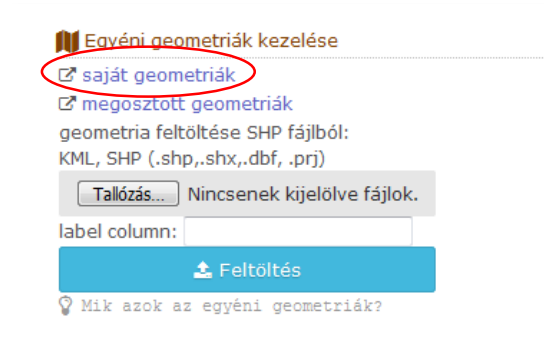 Egyéni geometriák kezelése
saját geometriák
megosztott geometriák
geometria feltöltése SHP fájlból:
KML, SHP (.shp,.shx,.dbf, .prj)
Tallózás... Nincsenek kijelölve fájlok.
label column:
Feltöltés
Mik azok az egyéni geometriák?